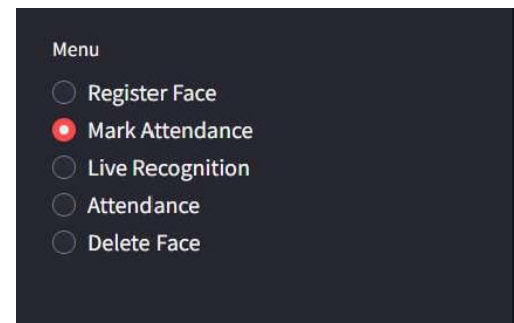 Menu
Register Face
Mark Attendance
Live Recognition
Attendance
Delete Face